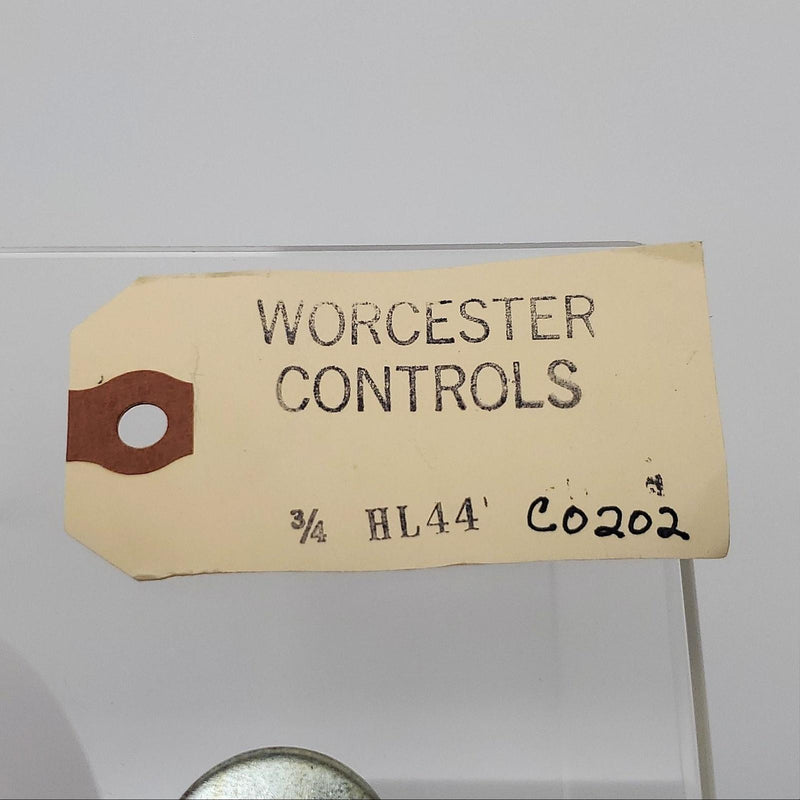 WORCESTER
CONTROLS
3/4 HL44' C0202